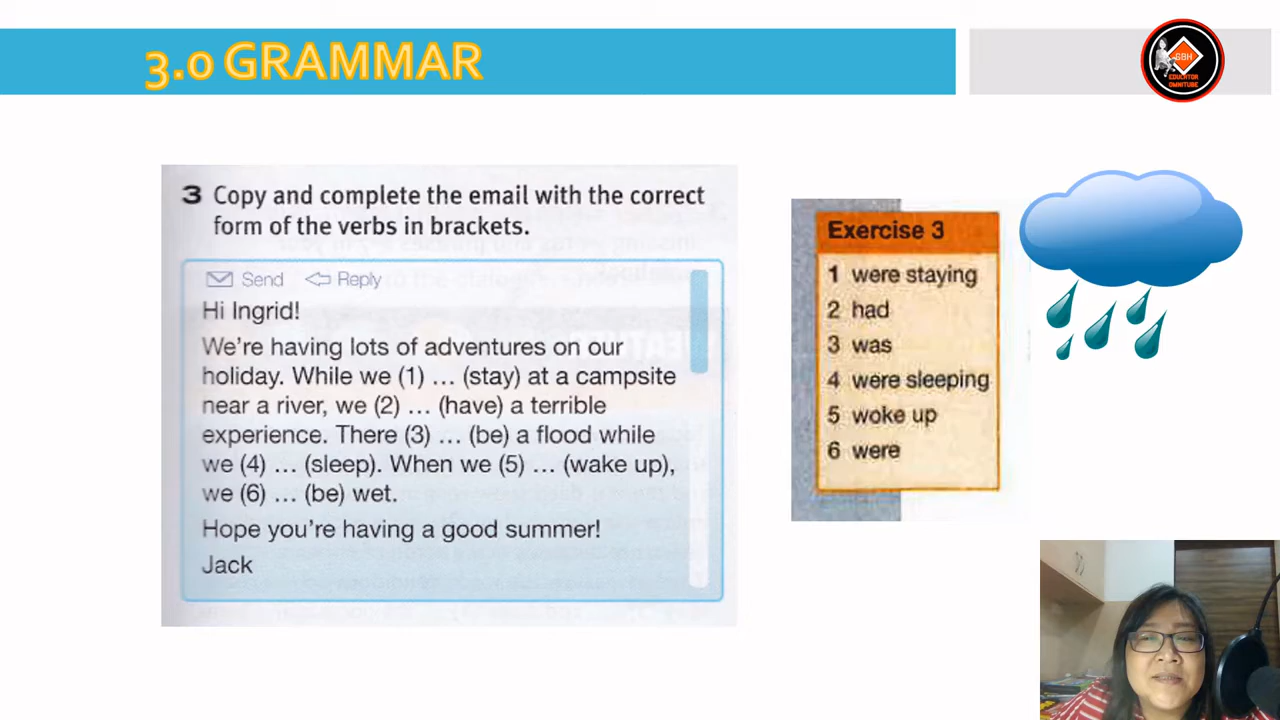 3.0 GRAMMAR
GBH
EDUCATOR
OMNITUBE
3 Copy and complete the email with the correct
form of the verbs in brackets.
Send Reply
Hi Ingrid!
We're having lots of adventures on our
holiday. While we (1) … (stay) at a campsite
near a river, we (2) … (have) a terrible
experience. There (3) … (be) a flood while
we (4) … (sleep). When we (5) … (wake up),
we (6) … (be) wet.
Hope you're having a good summer!
Jack
Exercise 3
1 were staying
2 had
3 was
4 were sleeping
5 woke up
6 were